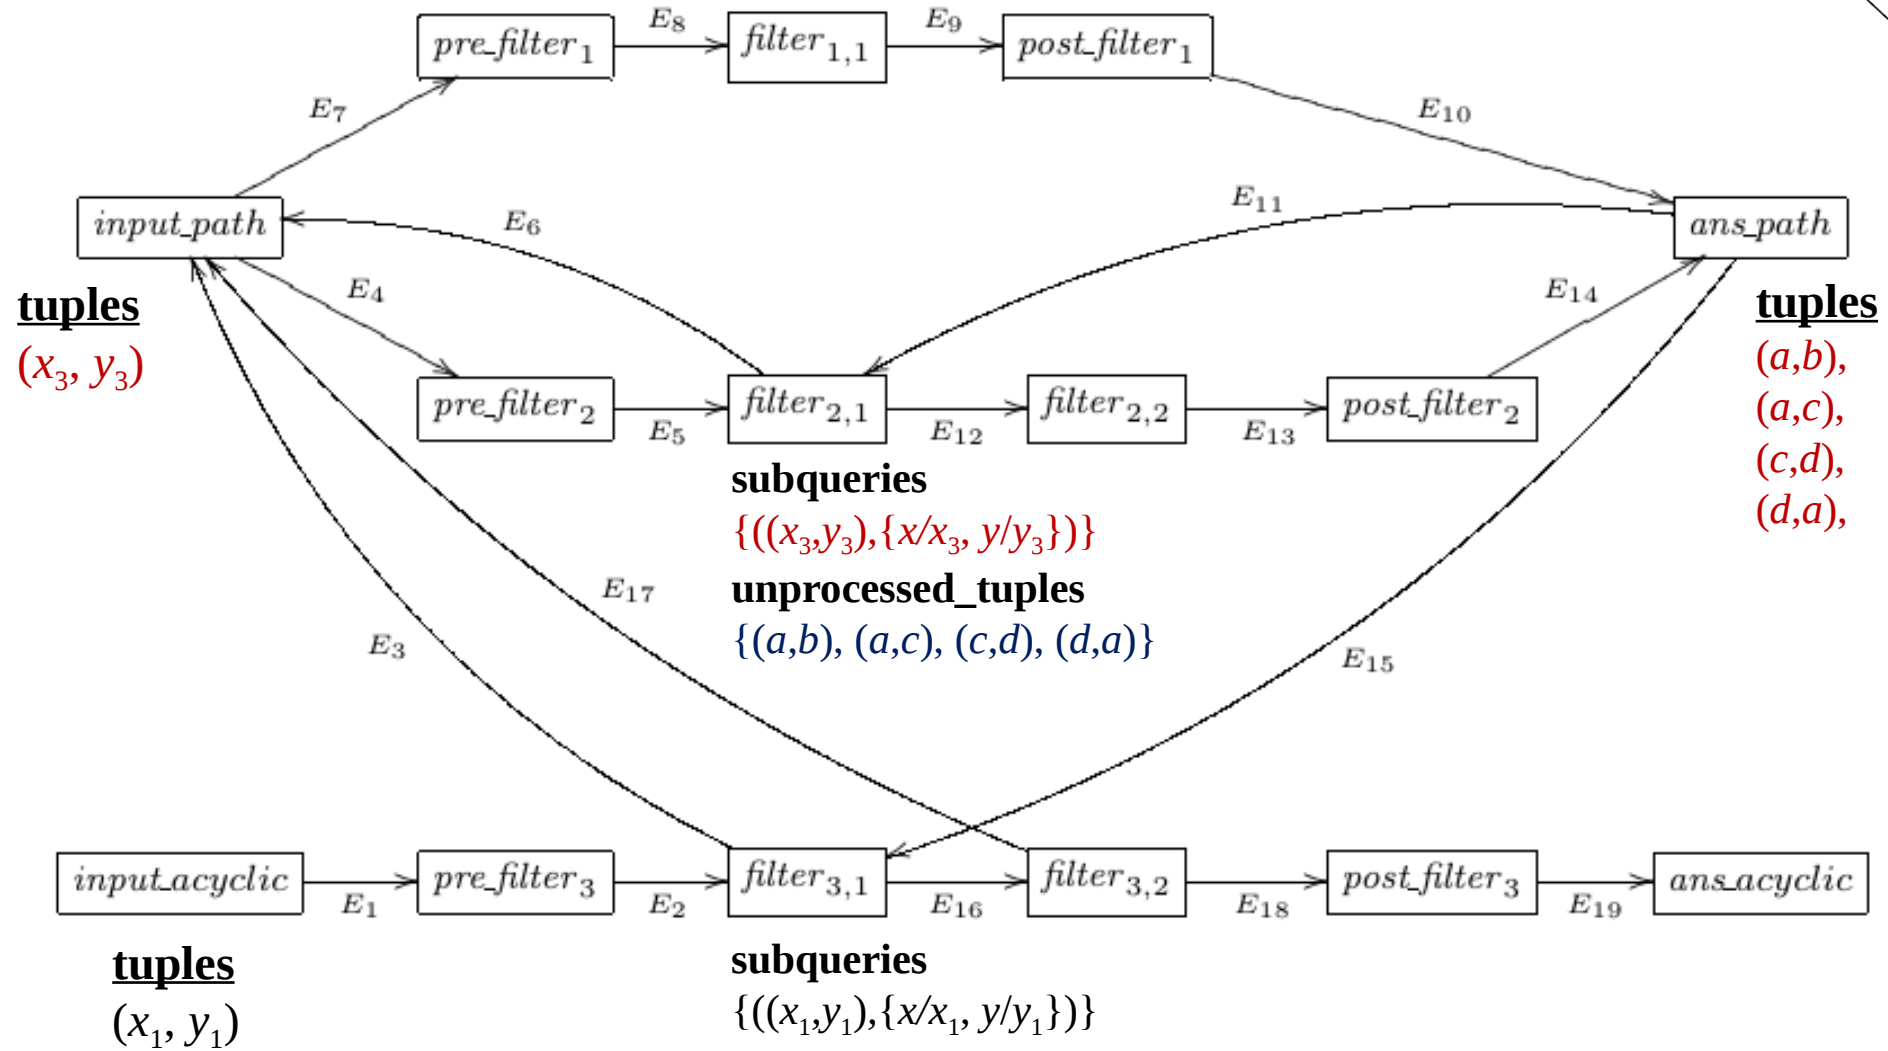 E₈ E₉
pre_filter₁ filter₁,₁ post_filter₁
E₇ E₁₀
E₁₁
input_path E₆ ans_path
E₄ E₁₴
tuples tuples
(x₃, y₃) (a,b),
pre_filter₂ filter₂,₁ filter₂,₂ post_filter₂ (a,c),
E₅ E₁₂ E₁₃
subqueries (c,d),
{((x₃,y₃),{x/x₃, y/y₃})} (d,a),
E₁₇ unprocessed_tuples
E₃ {(a,b), (a,c), (c,d), (d,a)} E₁₅
input_acyclic pre_filter₃ filter₃,₁ filter₃,₂ post_filter₃ ans_acyclic
E₁ E₂ E₁₆ E₁₈ E₁₉
tuples subqueries
(x₁, y₁) {((x₁,y₁),{x/x₁, y/y₁})}